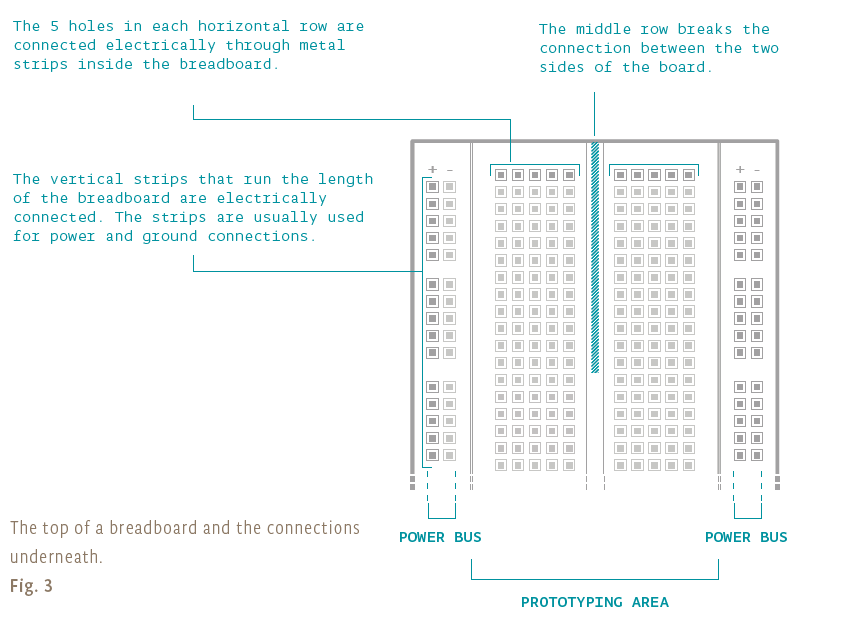 The 5 holes in each horizontal row are
connected electrically through metal
strips inside the breadboard.
The middle row breaks the
connection between the two
sides of the board.
The vertical strips that run the length
of the breadboard are electrically
connected. The strips are usually used
for power and ground connections.
+ -
+ -
The top of a breadboard and the connections
underneath.
Fig. 3
POWER BUS
POWER BUS
PROTOTYPING AREA